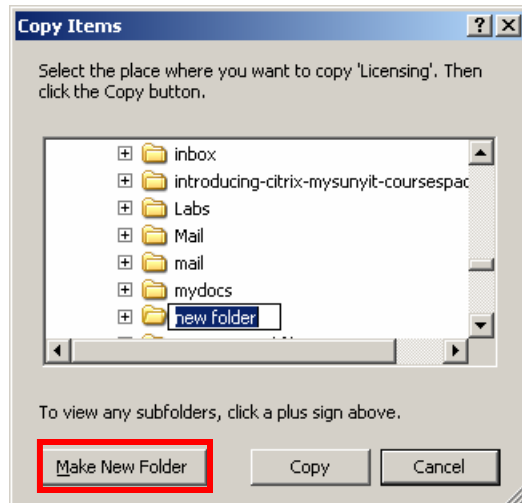 Copy Items
Select the place where you want to copy 'Licensing'. Then
click the Copy button.
inbox
introducing-citrix-mysunyit-coursespac
Labs
Mail
mail
mydocs
new folder
To view any subfolders, click a plus sign above.
Make New Folder Copy Cancel